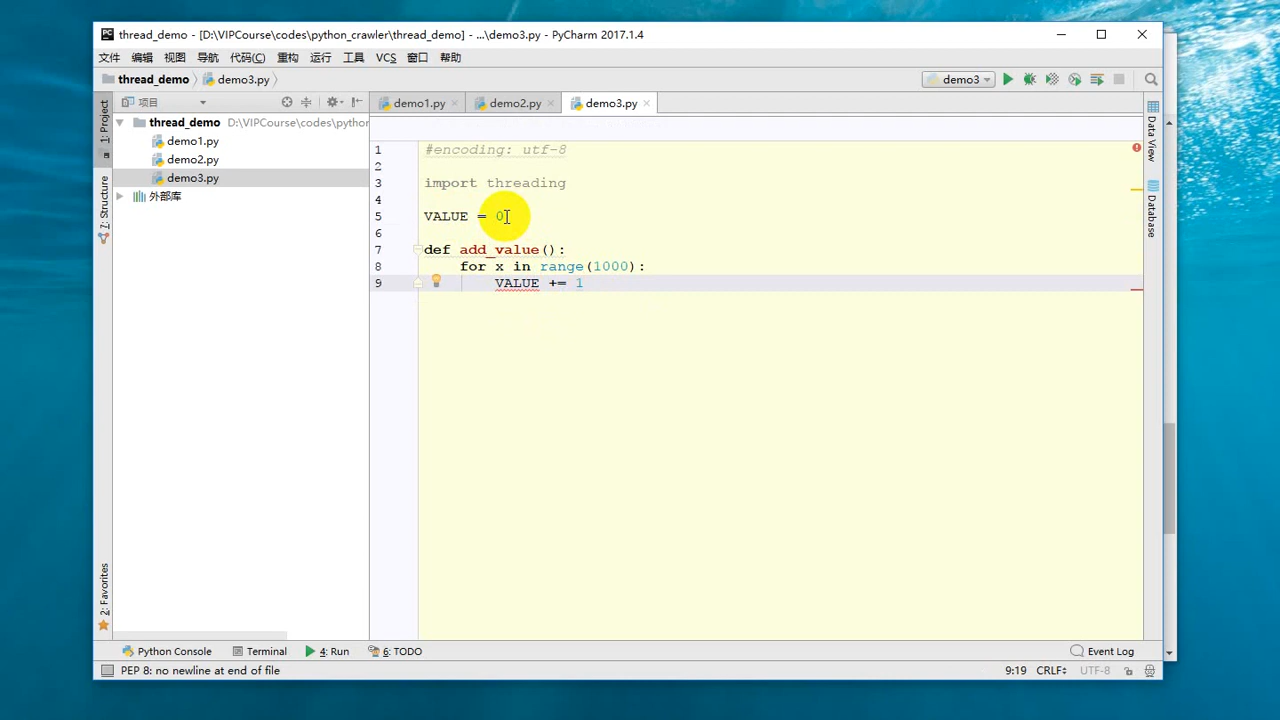 thread_demo - [D:\VIPCourse\codes\python_crawler\thread_demo] - ...\demo3.py - PyCharm 2017.1.4
文件 编辑 视图 导航 代码(C) 重构 运行 工具 VCS 窗口 帮助
thread_demo demo3.py demo3
1: Project
项目
demo1.py demo2.py demo3.py
thread_demo D:\VIPCourse\codes\python
demo1.py
demo2.py
demo3.py
外部库
7: Structure
2: Favorites
1 #encoding: utf-8
2
3 import threading
4
5 VALUE = 0
6
7 def add_value():
8 for x in range(1000):
9 VALUE += 1
Data View
Database
Python Console Terminal 4: Run 6: TODO Event Log
PEP 8: no newline at end of file 9:19 CRLF UTF-8